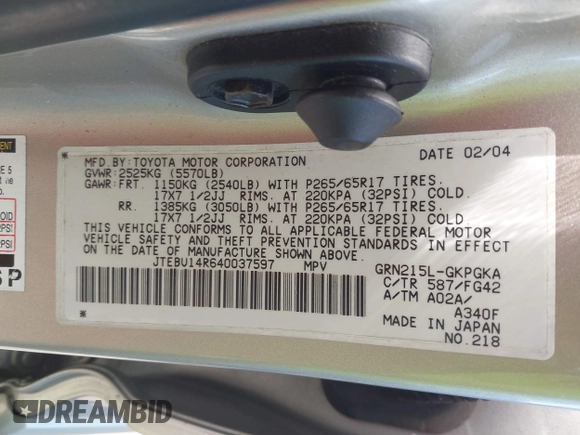 MFD.BY:TOYOTA MOTOR CORPORATION
DATE 02/04
GVWR:2525KG (5570LB)
GAWR:FRT. 1150KG (2540LB) WITH P265/65R17 TIRES.
17X7 1/2JJ RIMS. AT 220KPA (32PSI) COLD.
RR. 1385KG (3050LB) WITH P265/65R17 TIRES.
17X7 1/2JJ RIMS. AT 220KPA (32PSI) COLD.
THIS VEHICLE CONFORMS TO ALL APPLICABLE FEDERAL MOTOR
VEHICLE SAFETY AND THEFT PREVENTION STANDARDS IN EFFECT
ON THE DATE OF MANUFACTURE SHOWN ABOVE.
JTEBU14R640037597 MPV
GRN215L-GKPGKA
C/TR 587/FG42
A/TM A02A/
A340F
MADE IN JAPAN
NO.218
DREAMBID